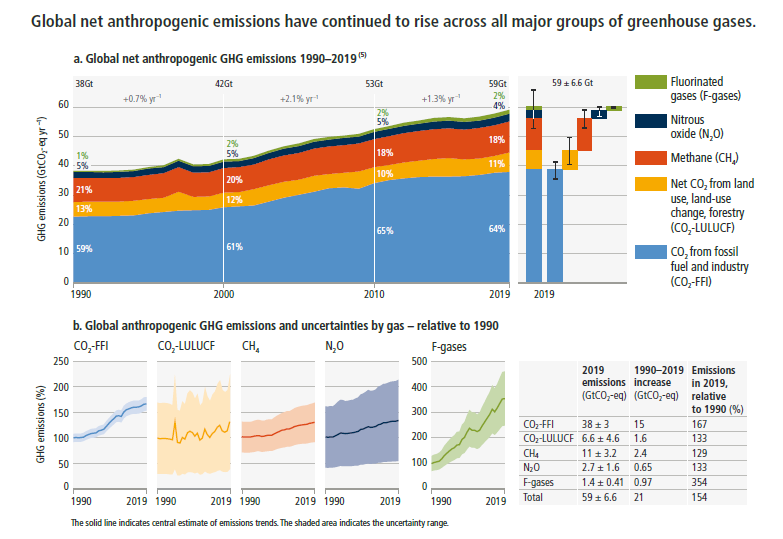 Global net anthropogenic emissions have continued to rise across all major groups of greenhouse gases.
a. Global net anthropogenic GHG emissions 1990–2019 (5)
38Gt 42Gt 53Gt 59Gt 59 ± 6.6 Gt
+0.7% yr⁻¹ +2.1% yr⁻¹ +1.3% yr⁻¹
GHG emissions (GtCO₂-eq yr⁻¹)
60
50
40
30
20
10
0
1%
5%
21%
13%
59%
2%
5%
20%
12%
61%
2%
5%
18%
10%
65%
2%
4%
18%
11%
64%
1990 2000 2010 2019 2019
Fluorinated
gases (F-gases)
Nitrous
oxide (N₂O)
Methane (CH₄)
Net CO₂ from land
use, land-use
change, forestry
(CO₂-LULUCF)
CO₂ from fossil
fuel and industry
(CO₂-FFI)
b. Global anthropogenic GHG emissions and uncertainties by gas – relative to 1990
CO₂-FFI CO₂-LULUCF CH₄ N₂O F-gases
GHG emissions (%)
250
200
150
100
50
0
500
400
300
200
100
0
1990 2019 1990 2019 1990 2019 1990 2019 1990 2019
2019 1990–2019 Emissions
emissions increase in 2019,
(GtCO₂-eq) (GtCO₂-eq) relative
to 1990 (%)
CO₂-FFI 38 ± 3 15 167
CO₂-LULUCF 6.6 ± 4.6 1.6 133
CH₄ 11 ± 3.2 2.4 129
N₂O 2.7 ± 1.6 0.65 133
F-gases 1.4 ± 0.41 0.97 354
Total 59 ± 6.6 21 154
The solid line indicates central estimate of emissions trends. The shaded area indicates the uncertainty range.